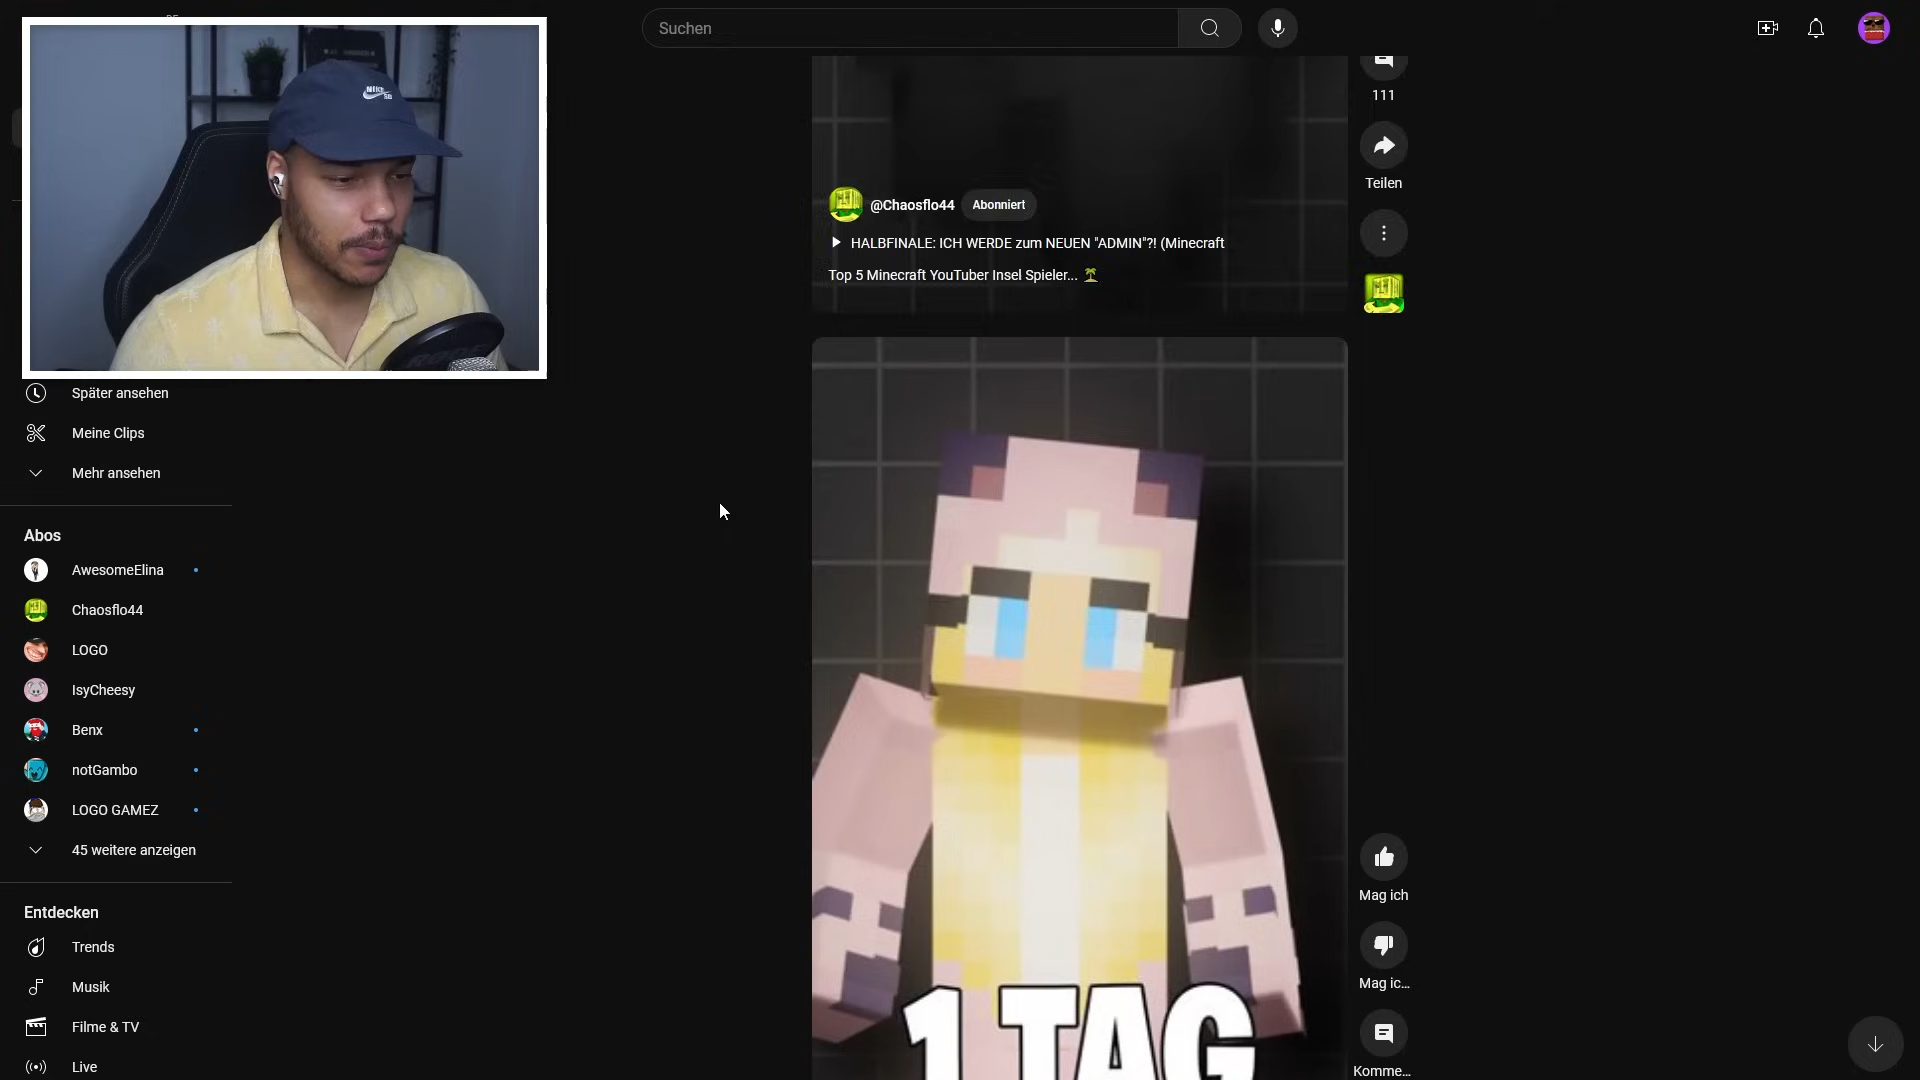 Suchen
NIKE
SB
111
Teilen
@Chaosflo44
Abonniert
HALBFINALE: ICH WERDE zum NEUEN "ADMIN"?! (Minecraft
Top 5 Minecraft YouTuber Insel Spieler... 🏝️
Später ansehen
Meine Clips
Mehr ansehen
Abos
AwesomeElina
Chaosflo44
LOGO
IsyCheesy
Benx
notGambo
LOGO GAMEZ
45 weitere anzeigen
Entdecken
Trends
Musik
Filme & TV
Live
1 TAG
Mag ich
Mag ic...
Komme...